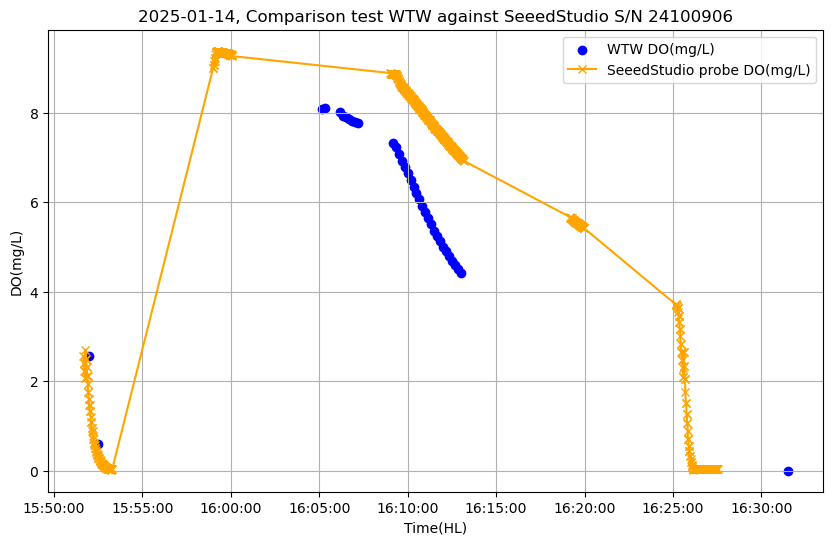 2025-01-14, Comparison test WTW against SeeedStudio S/N 24100906
WTW DO(mg/L)
SeeedStudio probe DO(mg/L)
8
6
4
2
0
DO(mg/L)
15:50:00 15:55:00 16:00:00 16:05:00 16:10:00 16:15:00 16:20:00 16:25:00 16:30:00
Time(HL)